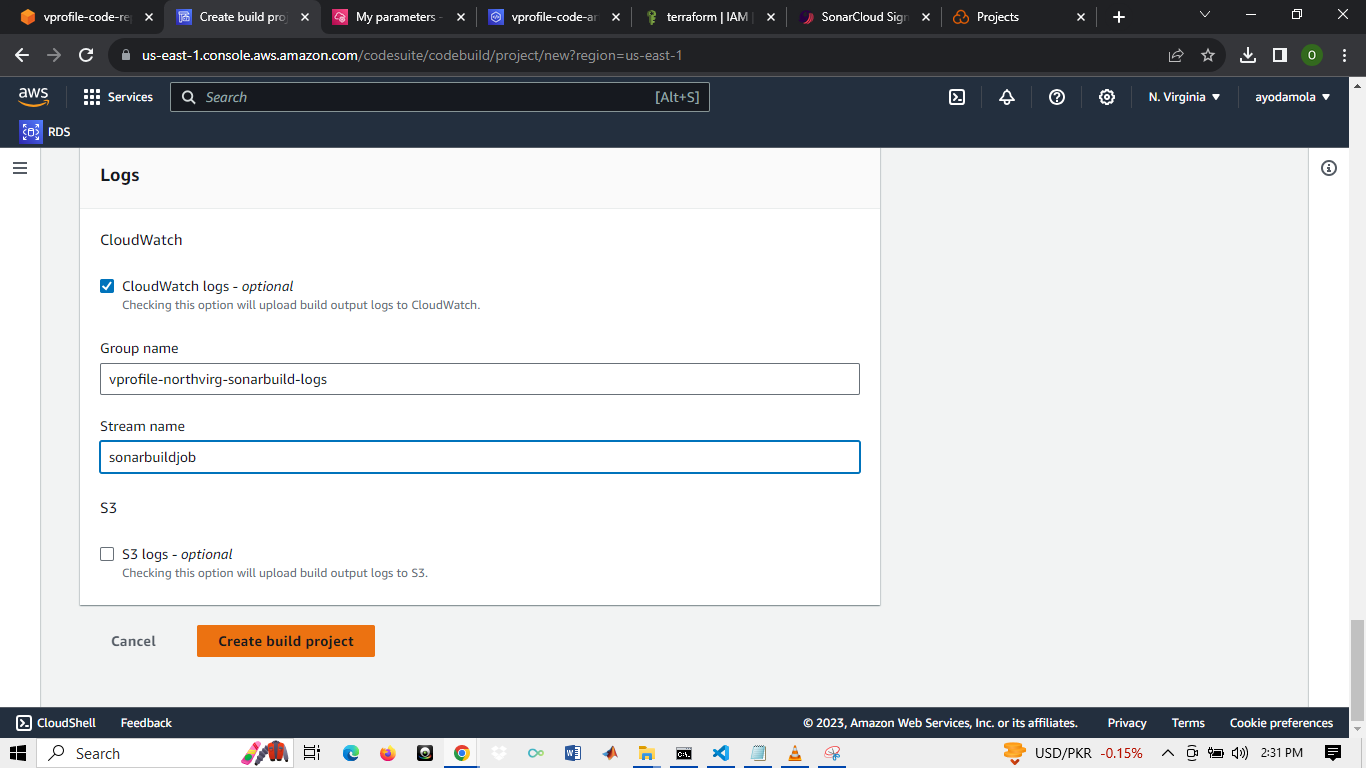 vprofile-code-rep
Create build proj
My parameters -
vprofile-code-ar
terraform | IAM |
SonarCloud Sign
Projects
us-east-1.console.aws.amazon.com/codesuite/codebuild/project/new?region=us-east-1
O
aws
Services
Search
[Alt+S]
N. Virginia
ayodamola
RDS
Logs
CloudWatch
CloudWatch logs - optional
Checking this option will upload build output logs to CloudWatch.
Group name
vprofile-northvirg-sonarbuild-logs
Stream name
sonarbuildjob
S3
S3 logs - optional
Checking this option will upload build output logs to S3.
Cancel
Create build project
CloudShell
Feedback
© 2023, Amazon Web Services, Inc. or its affiliates.
Privacy
Terms
Cookie preferences
Search
USD/PKR -0.15%
2:31 PM